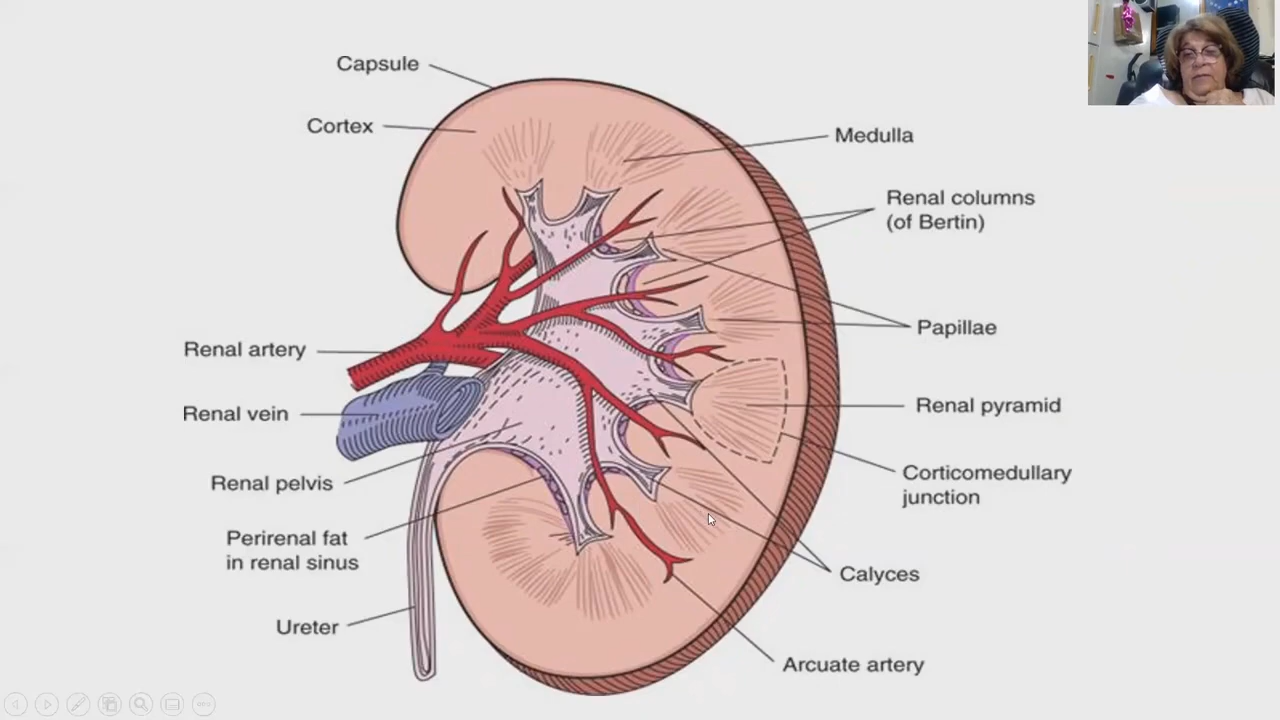 Capsule
Cortex
Medulla
Renal columns
(of Bertin)
Papillae
Renal artery
Renal vein
Renal pyramid
Renal pelvis
Corticomedullary
junction
Perirenal fat
in renal sinus
Calyces
Ureter
Arcuate artery